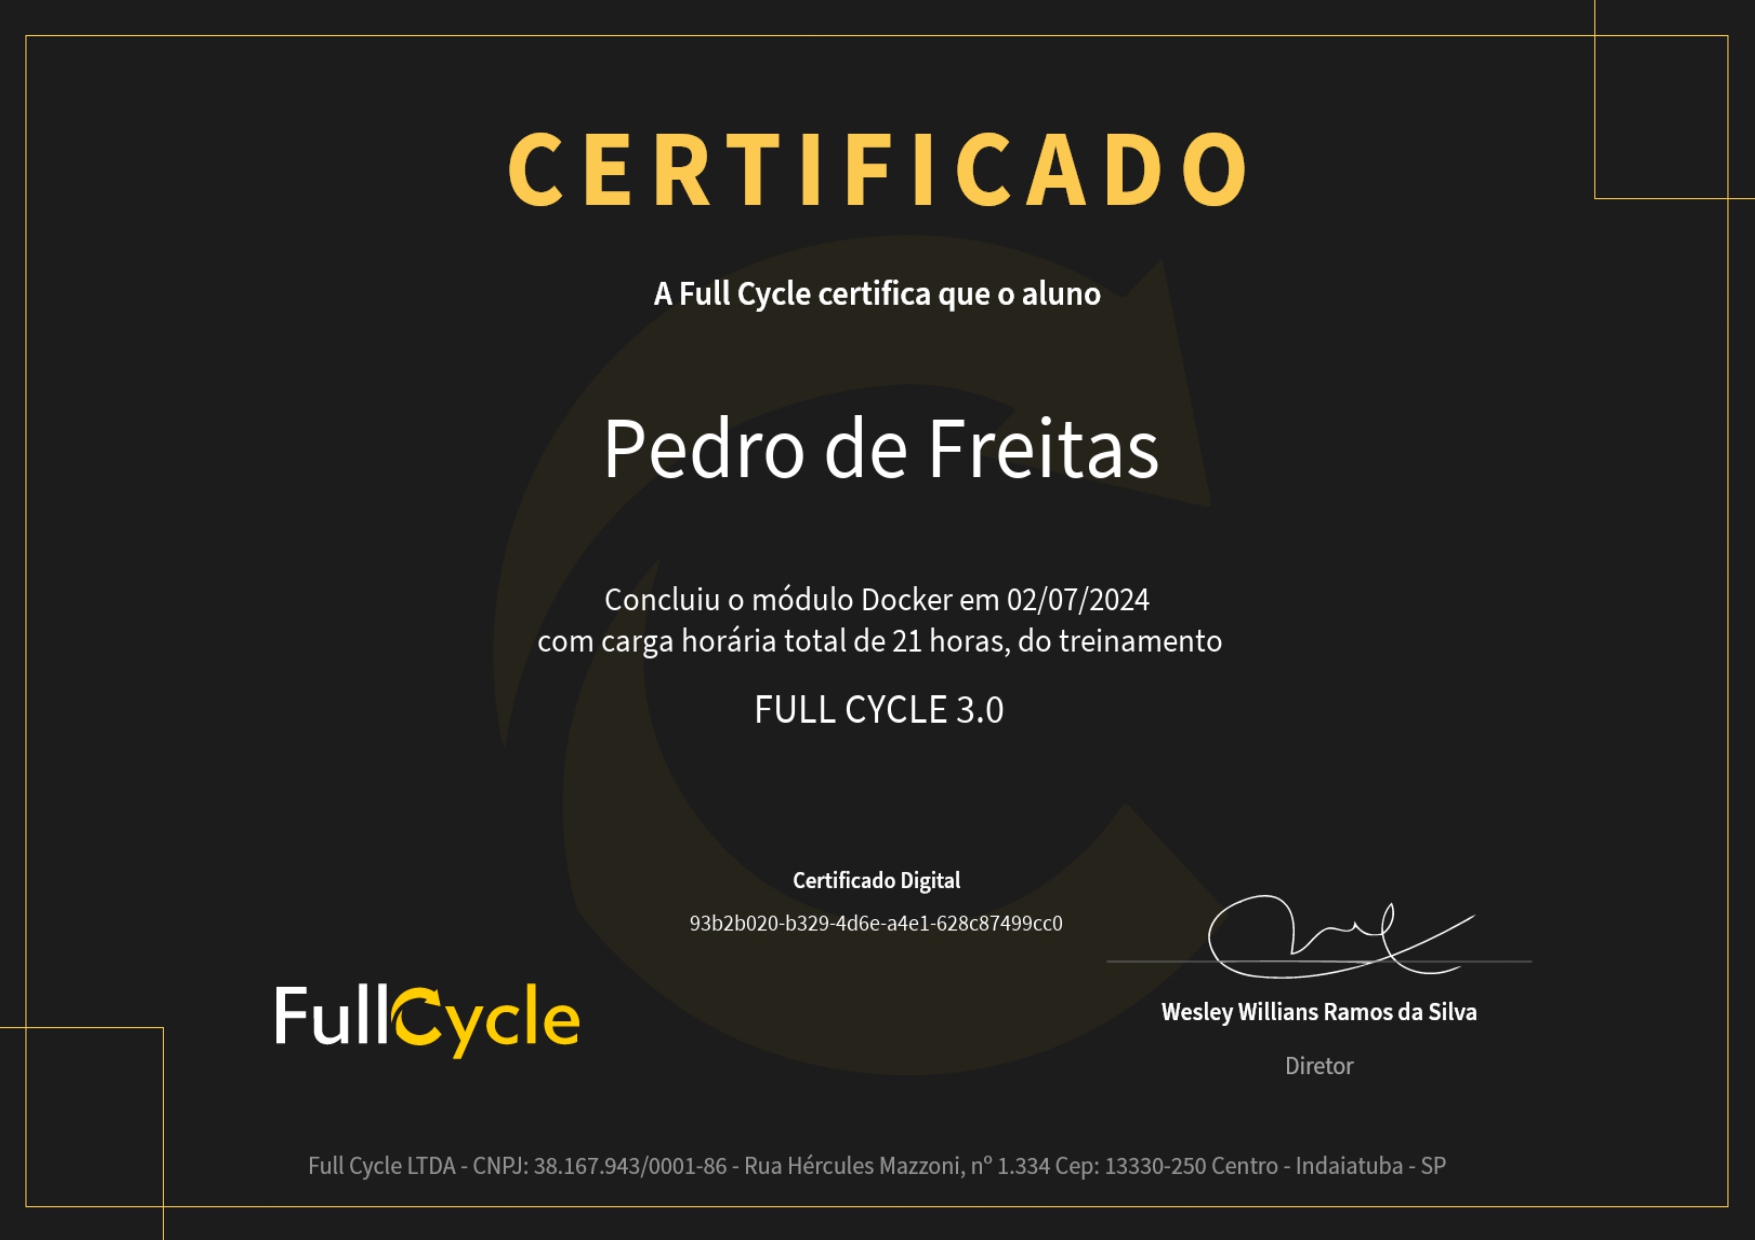 CERTIFICADO
A Full Cycle certifica que o aluno
Pedro de Freitas
Concluiu o módulo Docker em 02/07/2024
com carga horária total de 21 horas, do treinamento
FULL CYCLE 3.0
Certificado Digital
93b2b020-b329-4d6e-a4e1-628c87499cc0
FullCycle
Wesley Willians Ramos da Silva
Diretor
Full Cycle LTDA - CNPJ: 38.167.943/0001-86 - Rua Hércules Mazzoni, nº 1.334 Cep: 13330-250 Centro - Indaiatuba - SP